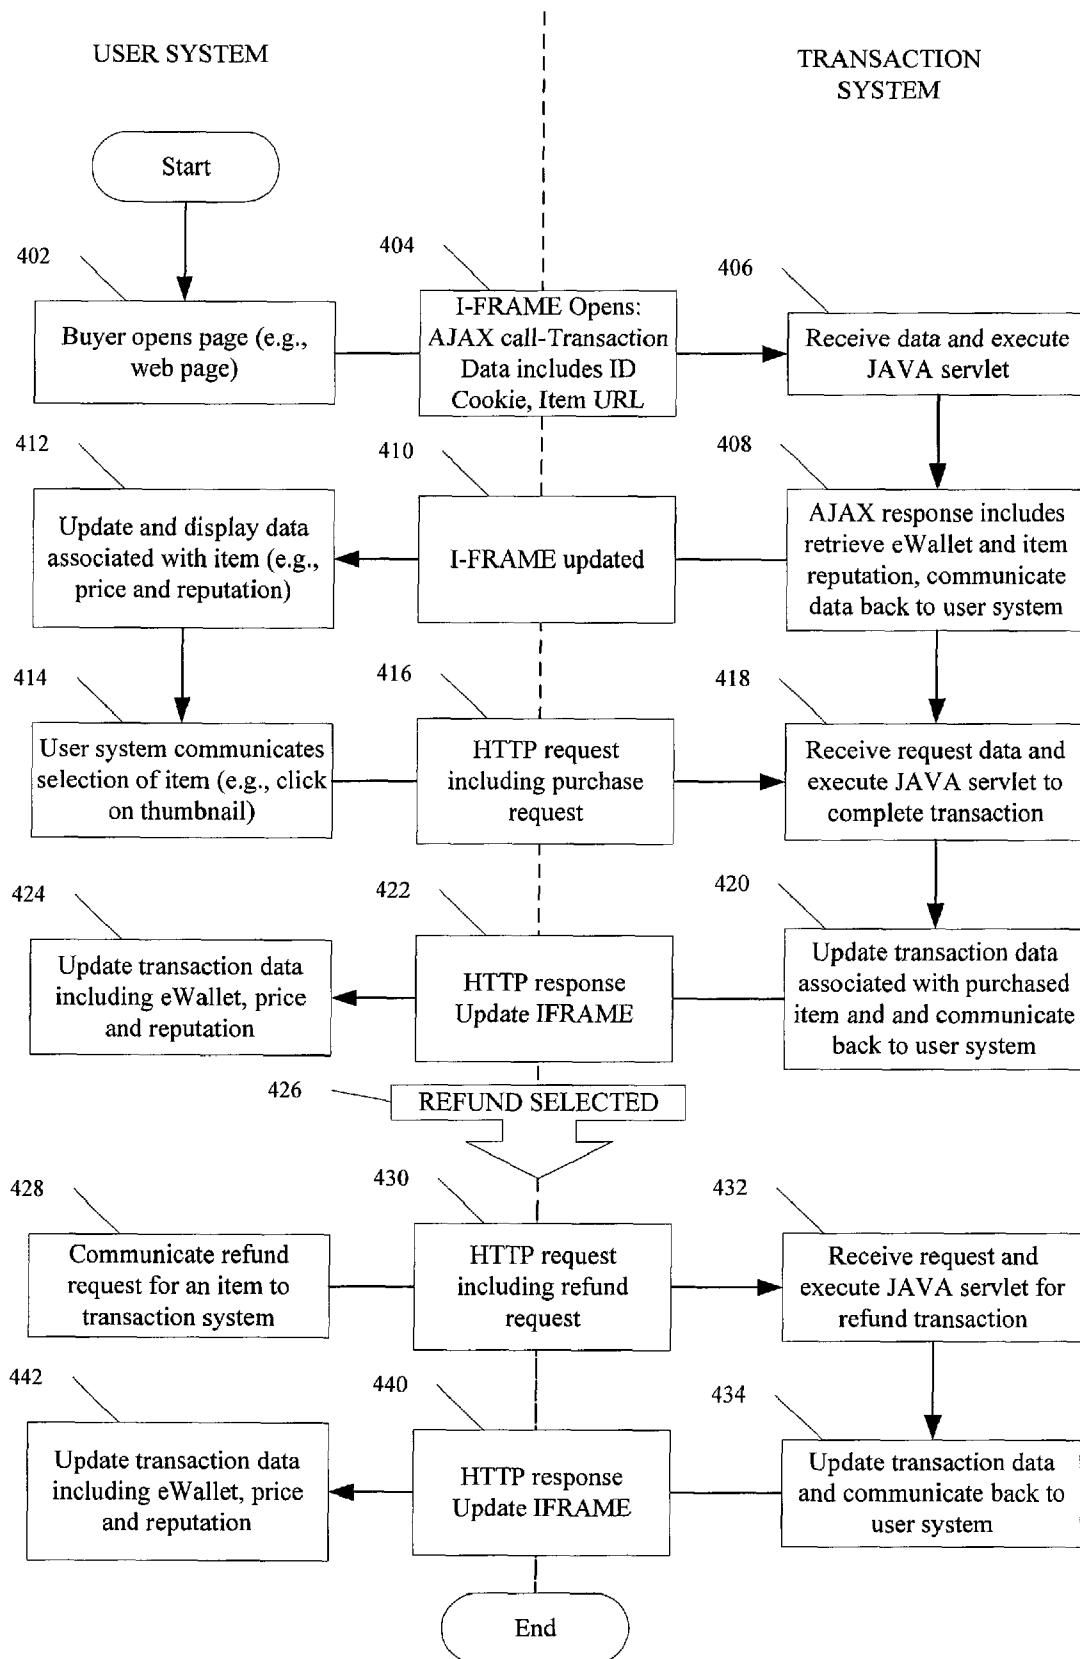 USER SYSTEM
TRANSACTION
SYSTEM
Start
402
404
406
Buyer opens page (e.g.,
web page)
I-FRAME Opens:
AJAX call-Transaction
Data includes ID
Cookie, Item URL
Receive data and execute
JAVA servlet
412
410
408
Update and display data
associated with item (e.g.,
price and reputation)
I-FRAME updated
AJAX response includes
retrieve eWallet and item
reputation, communicate
data back to user system
414
416
418
User system communicates
selection of item (e.g., click
on thumbnail)
HTTP request
including purchase
request
Receive request data and
execute JAVA servlet to
complete transaction
424
422
420
Update transaction data
including eWallet, price
and reputation
HTTP response
Update IFRAME
Update transaction data
associated with purchased
item and and communicate
back to user system
426
REFUND SELECTED
428
430
432
Communicate refund
request for an item to
transaction system
HTTP request
including refund
request
Receive request and
execute JAVA servlet for
refund transaction
442
440
434
Update transaction data
including eWallet, price
and reputation
HTTP response
Update IFRAME
Update transaction data
and communicate back to
user system
End